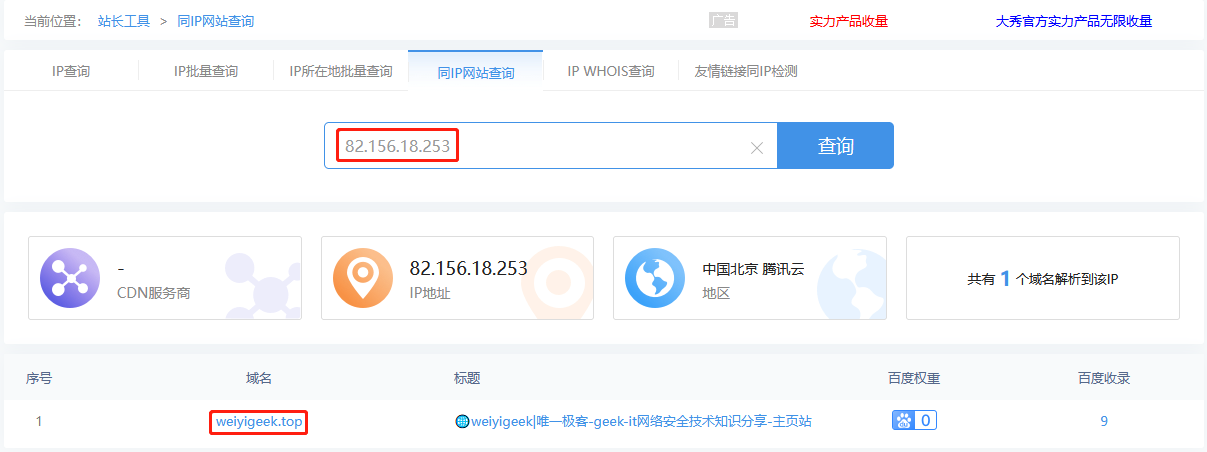 当前位置： 站长工具 > 同IP网站查询 广告 实力产品收量 大秀官方实力产品无限收量
IP查询 IP批量查询 IP所在地批量查询 同IP网站查询 IP WHOIS查询 友情链接同IP检测
82.156.18.253 查询
- 82.156.18.253 中国北京 腾讯云 共有 1 个域名解析到该IP
CDN服务商 IP地址 地区
序号 域名 标题 百度权重 百度收录
1 weiyigeek.top weiyigeek|唯一极客-geek-it网络安全技术知识分享-主页站 0 9